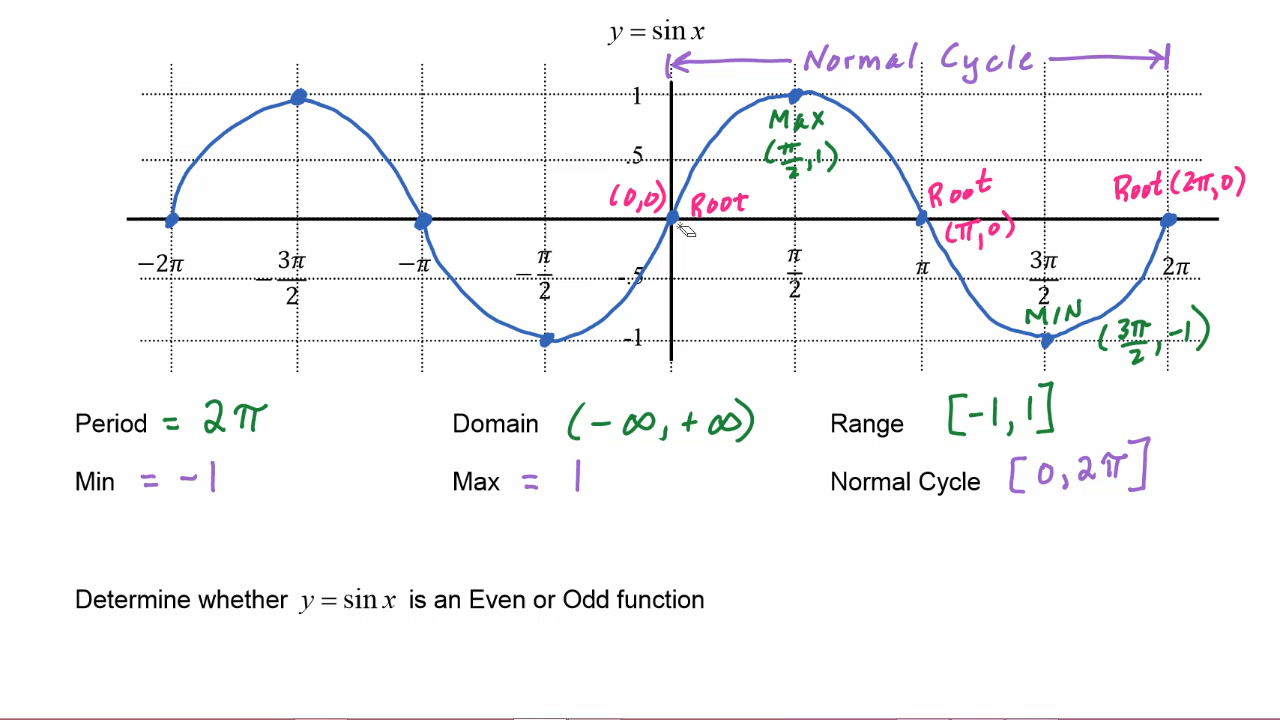 y = sin x
Normal Cycle
1
Max
(π/2, 1)
.5
(0,0) Root
Root
(π,0)
Root (2π,0)
−2π
−3π/2
−π
−π/2
-.5
π/2
π
3π/2
2π
MIN
(3π/2, -1)
-1
Period = 2π Domain (-∞, +∞) Range [-1, 1]
Min = -1 Max = 1 Normal Cycle [0, 2π]
Determine whether y = sin x is an Even or Odd function